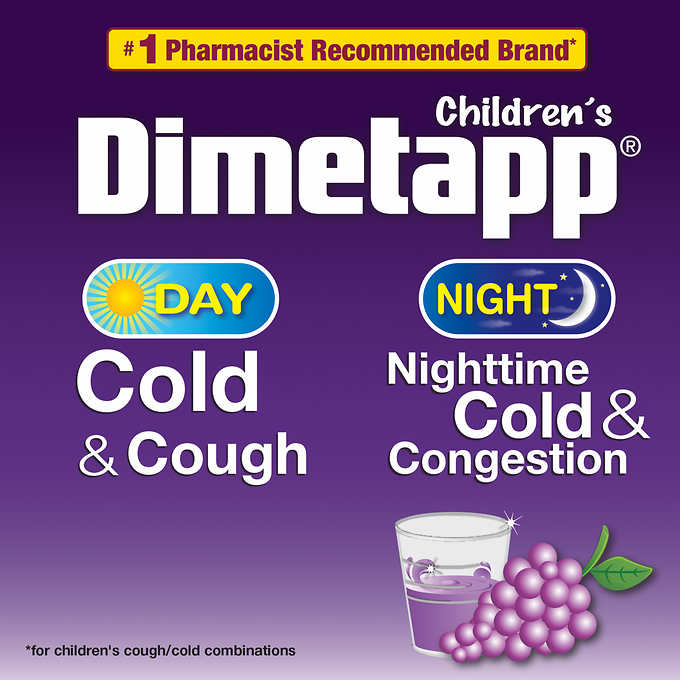 #1 Pharmacist Recommended Brand*
Children's
Dimetapp®
DAY
Cold
& Cough
NIGHT
Nighttime
Cold &
Congestion
*for children's cough/cold combinations